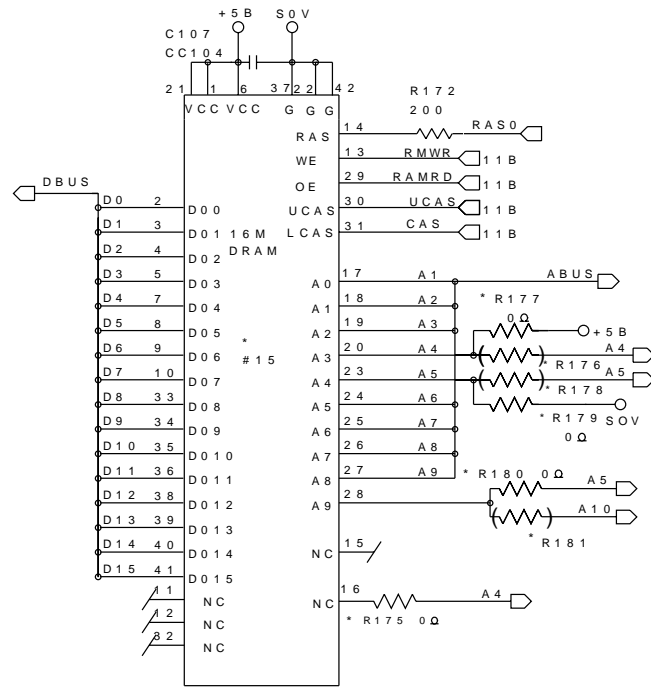 +5B S0V
C107
CC104
21 1 6 37 22 2 42
VCC VCC G G G
R172
200
RAS 14 RAS0
WE 13 RMWR 11B
OE 29 RAMRD 11B
UCAS 30 UCAS 11B
LCAS 31 CAS 11B
DBUS
D0 2 D00
D1 3 D01
16M
DRAM
D2 4 D02
D3 5 D03
D4 7 D04
D5 8 D05
D6 9 D06
D7 10 D07
D8 33 D08
D9 34 D09
D10 35 D010
D11 36 D011
D12 38 D012
D13 39 D013
D14 40 D014
D15 41 D015
*
#15
A0 17 A1 ABUS
A1 18 A2
A2 19 A3
A3 20 A4
A4 23 A5
A5 24 A6
A6 25 A7
A7 26 A8
A8 27 A9
A9 28
* R177
0Ω
+5B
A4
* R176
A5
* R178
* R179
0Ω
SOV
* R180 0Ω
A5
A10
* R181
NC 15
NC 16 A4
* R175 0Ω
11 NC
12 NC
32 NC